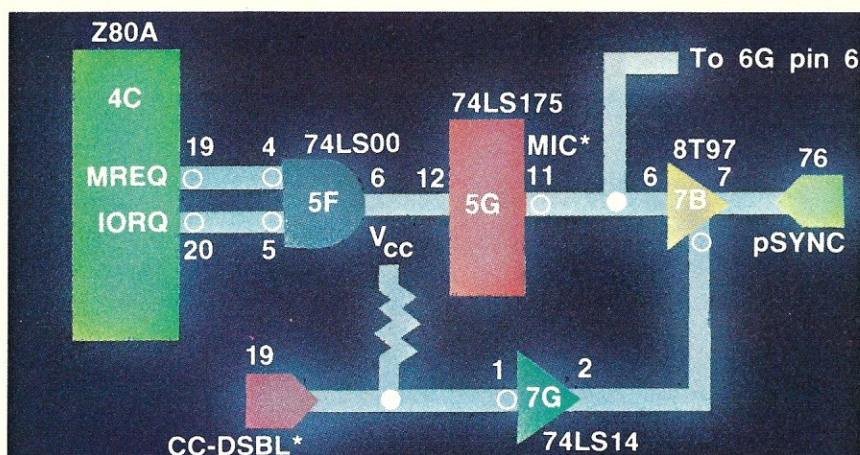 Z80A
To 6G pin 6
4C
74LS175
19
4
74LS00
MIC*
8T97
76
MREQ
6
12
11
6
7
5F
5G
7B
IORQ
20
5
VCC
pSYNC
19
1
2
7G
CC-DSBL*
74LS14